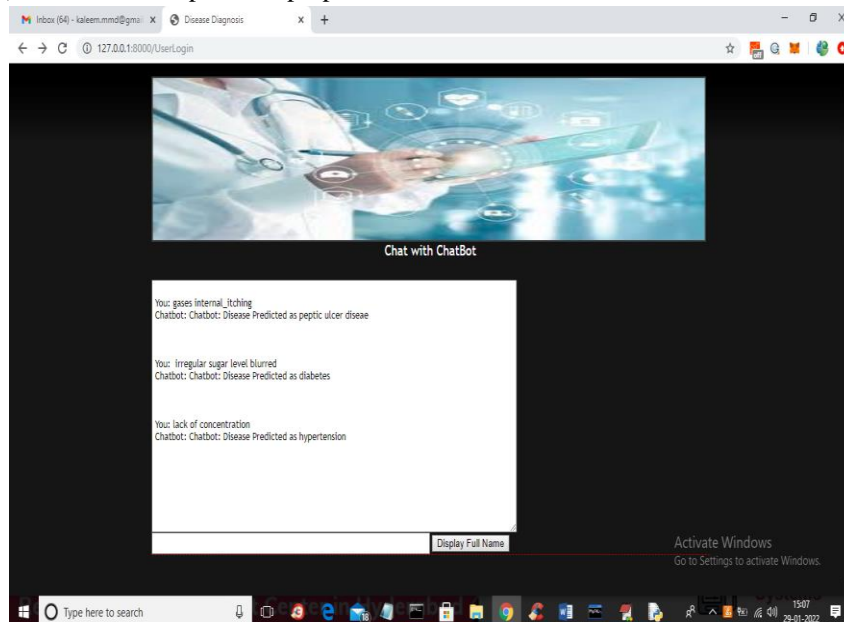 Inbox (64) - kaleem.mmd@gmai
Disease Diagnosis
127.0.0.1:8000/UserLogin
off
Chat with ChatBot
You: gases internal_itching
Chatbot: Chatbot: Disease Predicted as peptic ulcer diseae
You: irregular sugar level blurred
Chatbot: Chatbot: Disease Predicted as diabetes
You: lack of concentration
Chatbot: Chatbot: Disease Predicted as hypertension
Display Full Name
Activate Windows
Go to Settings to activate Windows.
Type here to search
15:07
29-01-2022